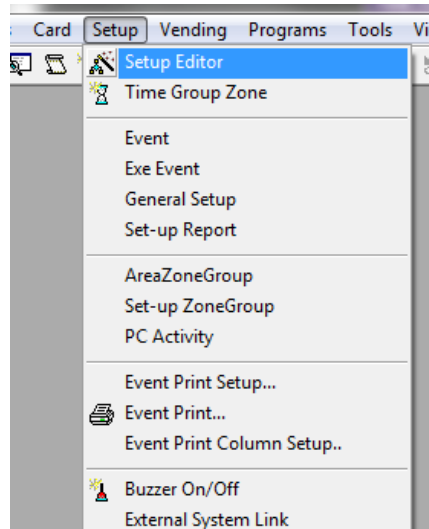 Card Setup Vending Programs Tools Vi
Setup Editor
Time Group Zone
Event
Exe Event
General Setup
Set-up Report
AreaZoneGroup
Set-up ZoneGroup
PC Activity
Event Print Setup...
Event Print...
Event Print Column Setup..
Buzzer On/Off
External System Link